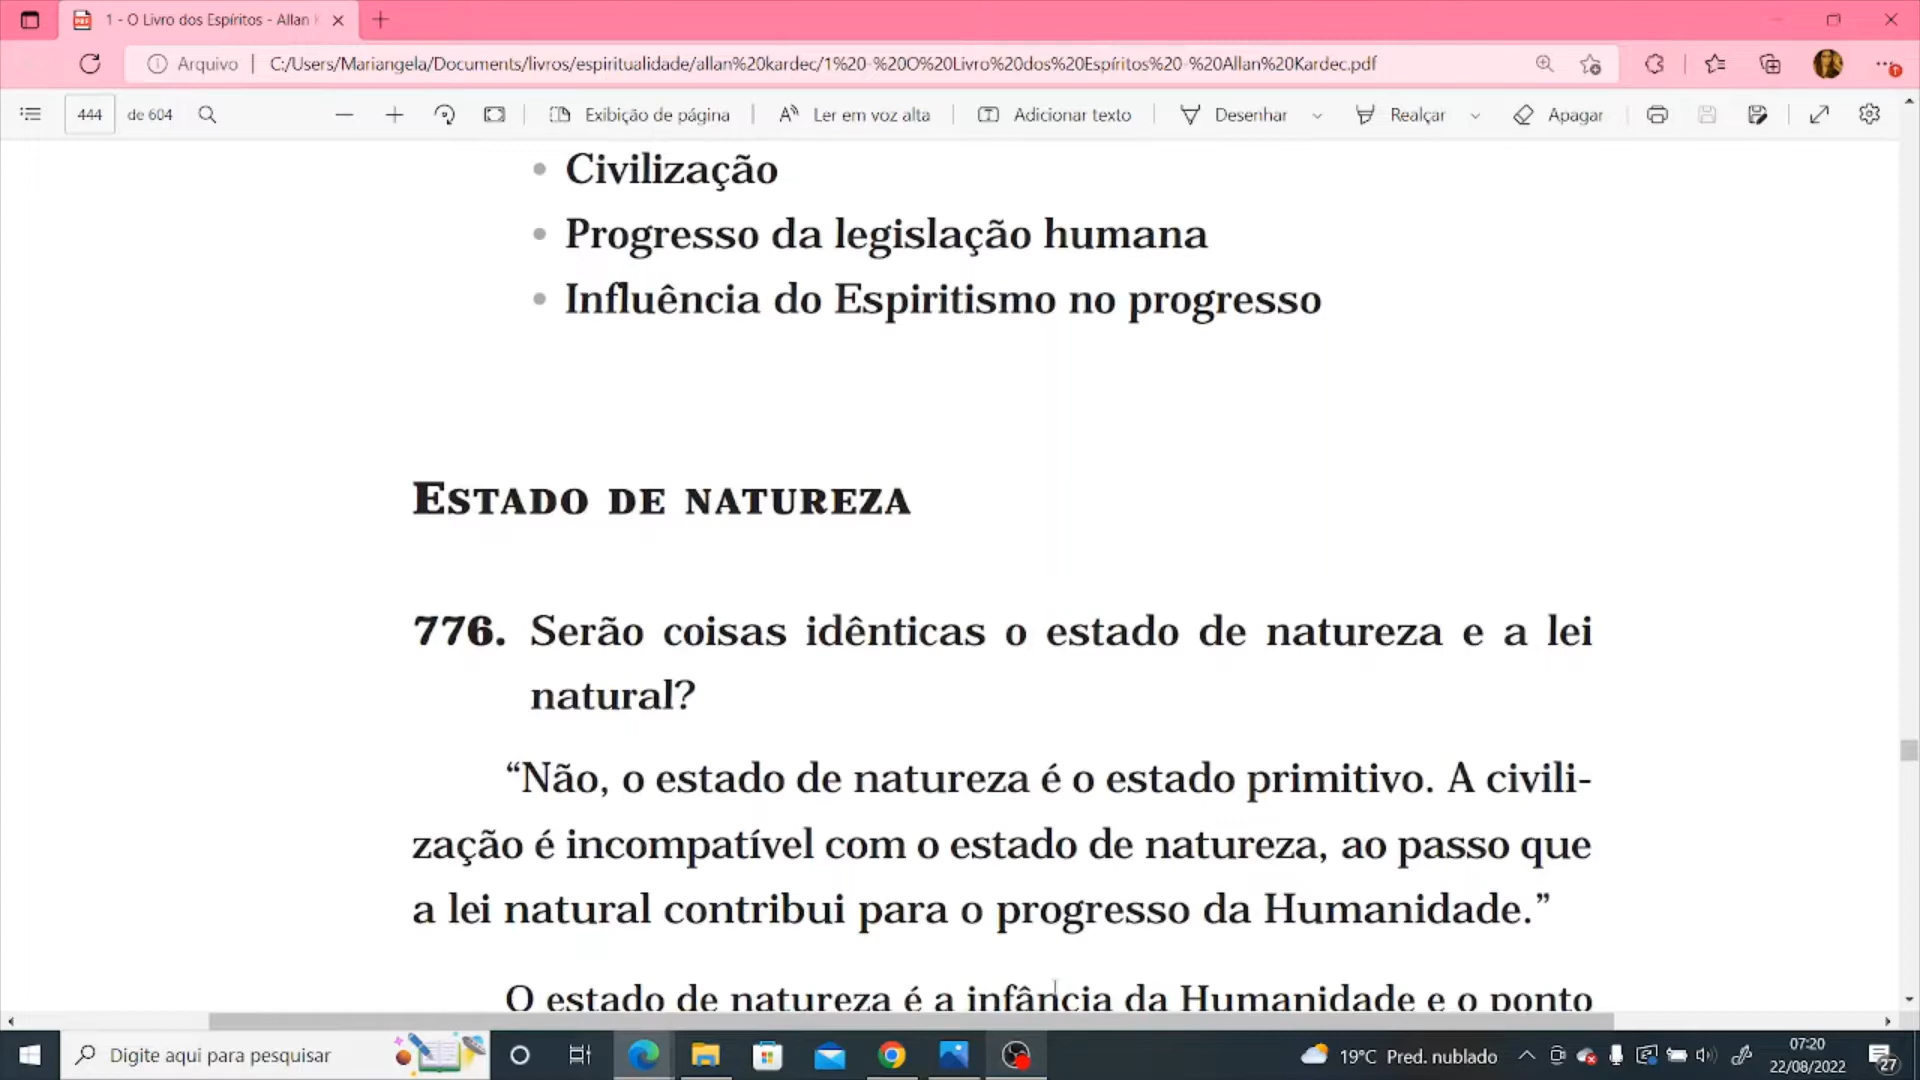 1 - O Livro dos Espíritos - Allan
Arquivo
C:/Users/Mariangela/Documents/livros/espiritualidade/allan%20kardec/1%20-%20O%20Livro%20dos%20Espíritos%20-%20Allan%20Kardec.pdf
444 de 604
Exibição de página
Ler em voz alta
Adicionar texto
Desenhar
Realçar
Apagar
• Civilização
• Progresso da legislação humana
• Influência do Espiritismo no progresso
ESTADO DE NATUREZA
776. Serão coisas idênticas o estado de natureza e a lei
natural?
“Não, o estado de natureza é o estado primitivo. A civili-
zação é incompatível com o estado de natureza, ao passo que
a lei natural contribui para o progresso da Humanidade.”
O estado de natureza é a infância da Humanidade e o ponto
Digite aqui para pesquisar
19°C Pred. nublado
07:20
22/08/2022
27